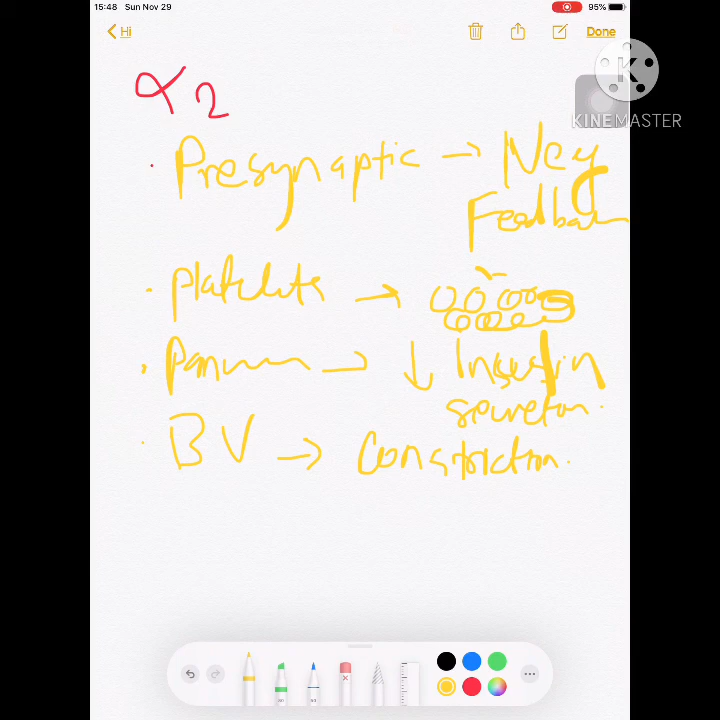 15:48 Sun Nov 29
95%
Hi
Done
KINEMASTER
α2
• Presynaptic → Neg
Feedba
• Platelets →
→ ↓ Insulin
secretion.
• BV → Constriction.